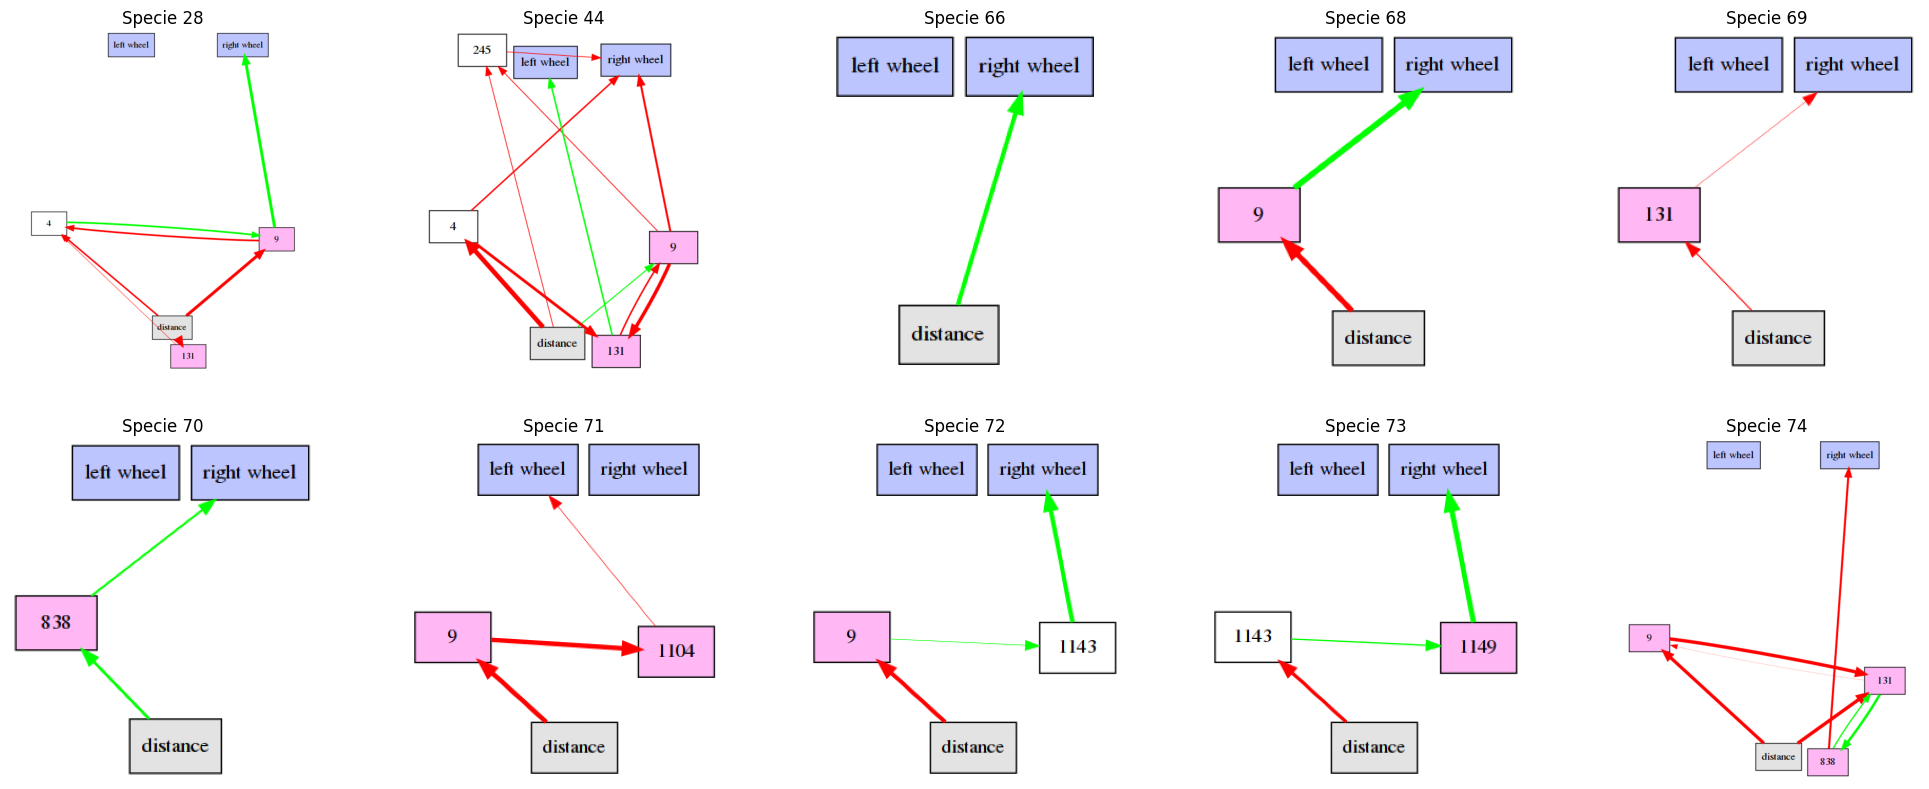 Specie 28
left wheel
right wheel
4
9
distance
131
Specie 44
245
left wheel
right wheel
4
9
distance
131
Specie 66
left wheel
right wheel
distance
Specie 68
left wheel
right wheel
9
distance
Specie 69
left wheel
right wheel
131
distance
Specie 70
left wheel
right wheel
838
distance
Specie 71
left wheel
right wheel
9
1104
distance
Specie 72
left wheel
right wheel
9
1143
distance
Specie 73
left wheel
right wheel
1143
1149
distance
Specie 74
left wheel
right wheel
9
131
distance
838